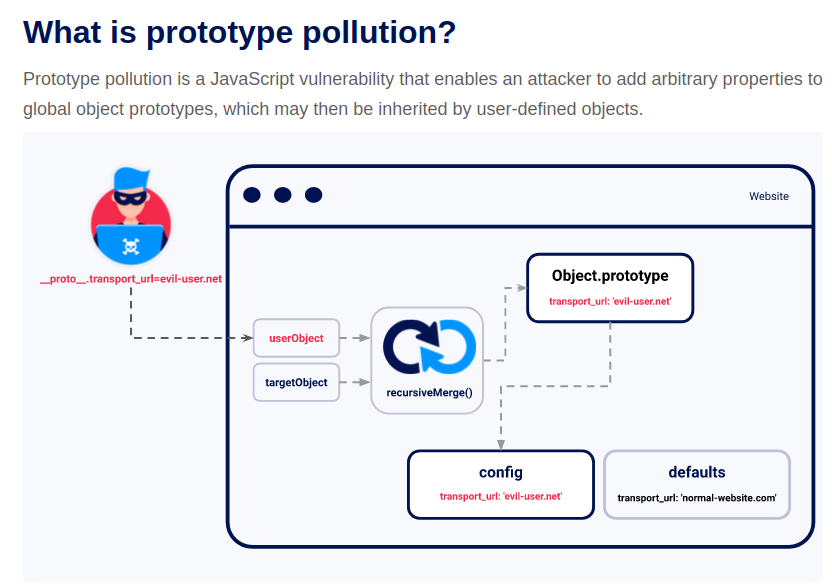 What is prototype pollution?
Prototype pollution is a JavaScript vulnerability that enables an attacker to add arbitrary properties to
global object prototypes, which may then be inherited by user-defined objects.
Website
__proto__.transport_url=evil-user.net
Object.prototype
transport_url: 'evil-user.net'
userObject
targetObject
recursiveMerge()
config
transport_url: 'evil-user.net'
defaults
transport_url: 'normal-website.com'